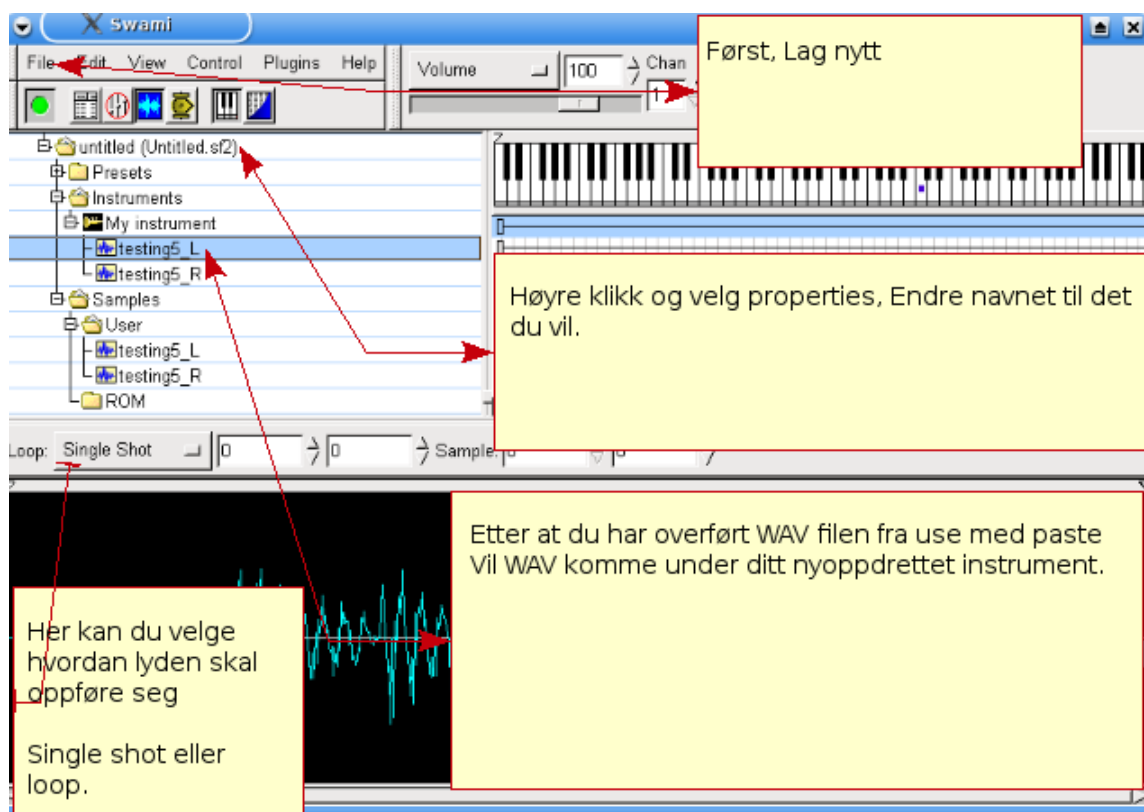 Swami
File Edit View Control Plugins Help
Volume 100 Chan
1
Først, Lag nytt
untitled (Untitled.sf2)
Presets
Instruments
My instrument
testing5_L
testing5_R
Samples
User
testing5_L
testing5_R
ROM
Høyre klikk og velg properties, Endre navnet til det
du vil.
Loop: Single Shot 0 0 Sample: 0 0
Etter at du har overført WAV filen fra use med paste
Vil WAV komme under ditt nyoppdrettet instrument.
Her kan du velge
hvordan lyden skal
oppføre seg
Single shot eller
loop.